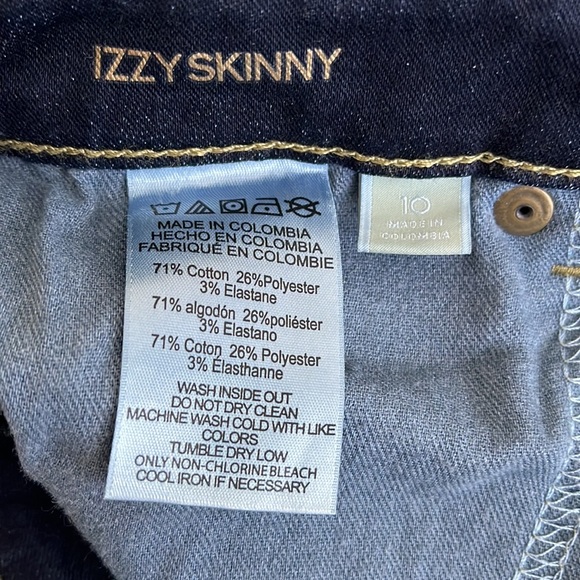 IZZY SKINNY
MADE IN COLOMBIA
HECHO EN COLOMBIA
FABRIQUÉ EN COLOMBIE
71% Cotton 26%Polyester
3% Elastane
71% algodón 26%poliéster
3% Elastano
71% Coton 26% Polyester
3% Élasthanne
WASH INSIDE OUT
DO NOT DRY CLEAN
MACHINE WASH COLD WITH LIKE
COLORS
TUMBLE DRY LOW
ONLY NON-CHLORINE BLEACH
COOL IRON IF NECESSARY
10
MADE IN
COLOMBIA